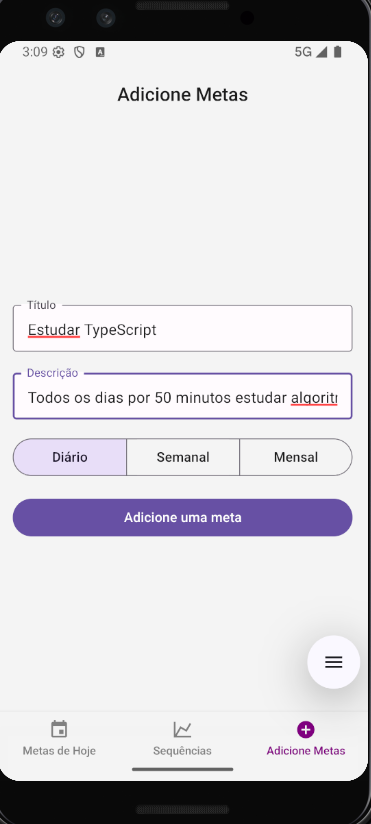 3:09 5G
Adicione Metas
Título
Estudar TypeScript
Descrição
Todos os dias por 50 minutos estudar
Diário Semanal Mensal
Adicione uma meta
Metas de Hoje Sequências Adicione Metas